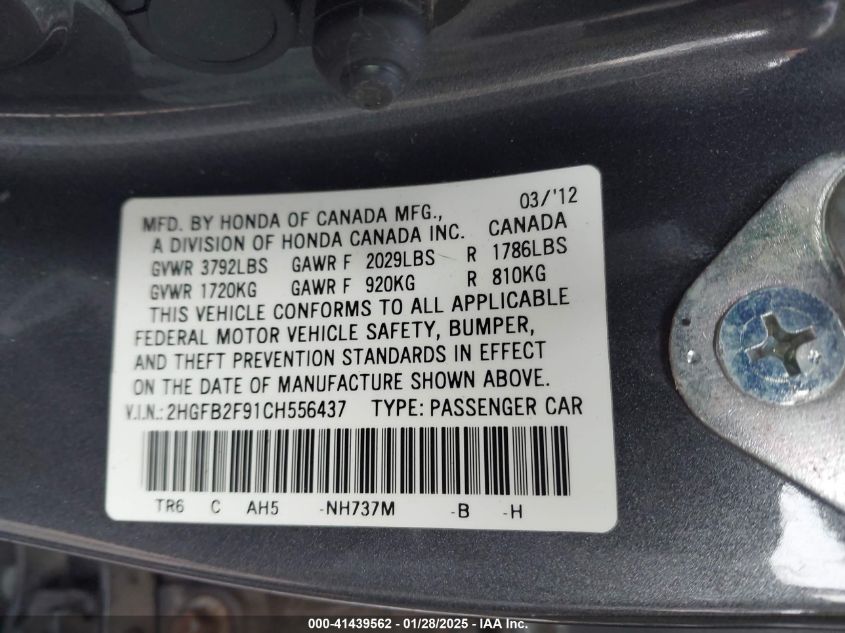 03/'12
MFD. BY HONDA OF CANADA MFG., CANADA
A DIVISION OF HONDA CANADA INC.
GVWR 3792LBS GAWR F 2029LBS R 1786LBS
GVWR 1720KG GAWR F 920KG R 810KG
THIS VEHICLE CONFORMS TO ALL APPLICABLE
FEDERAL MOTOR VEHICLE SAFETY, BUMPER,
AND THEFT PREVENTION STANDARDS IN EFFECT
ON THE DATE OF MANUFACTURE SHOWN ABOVE.
V.I.N.: 2HGFB2F91CH556437 TYPE: PASSENGER CAR
TR6 C AH5 -NH737M -B -H
000-41439562 - 01/28/2025 - IAA Inc.